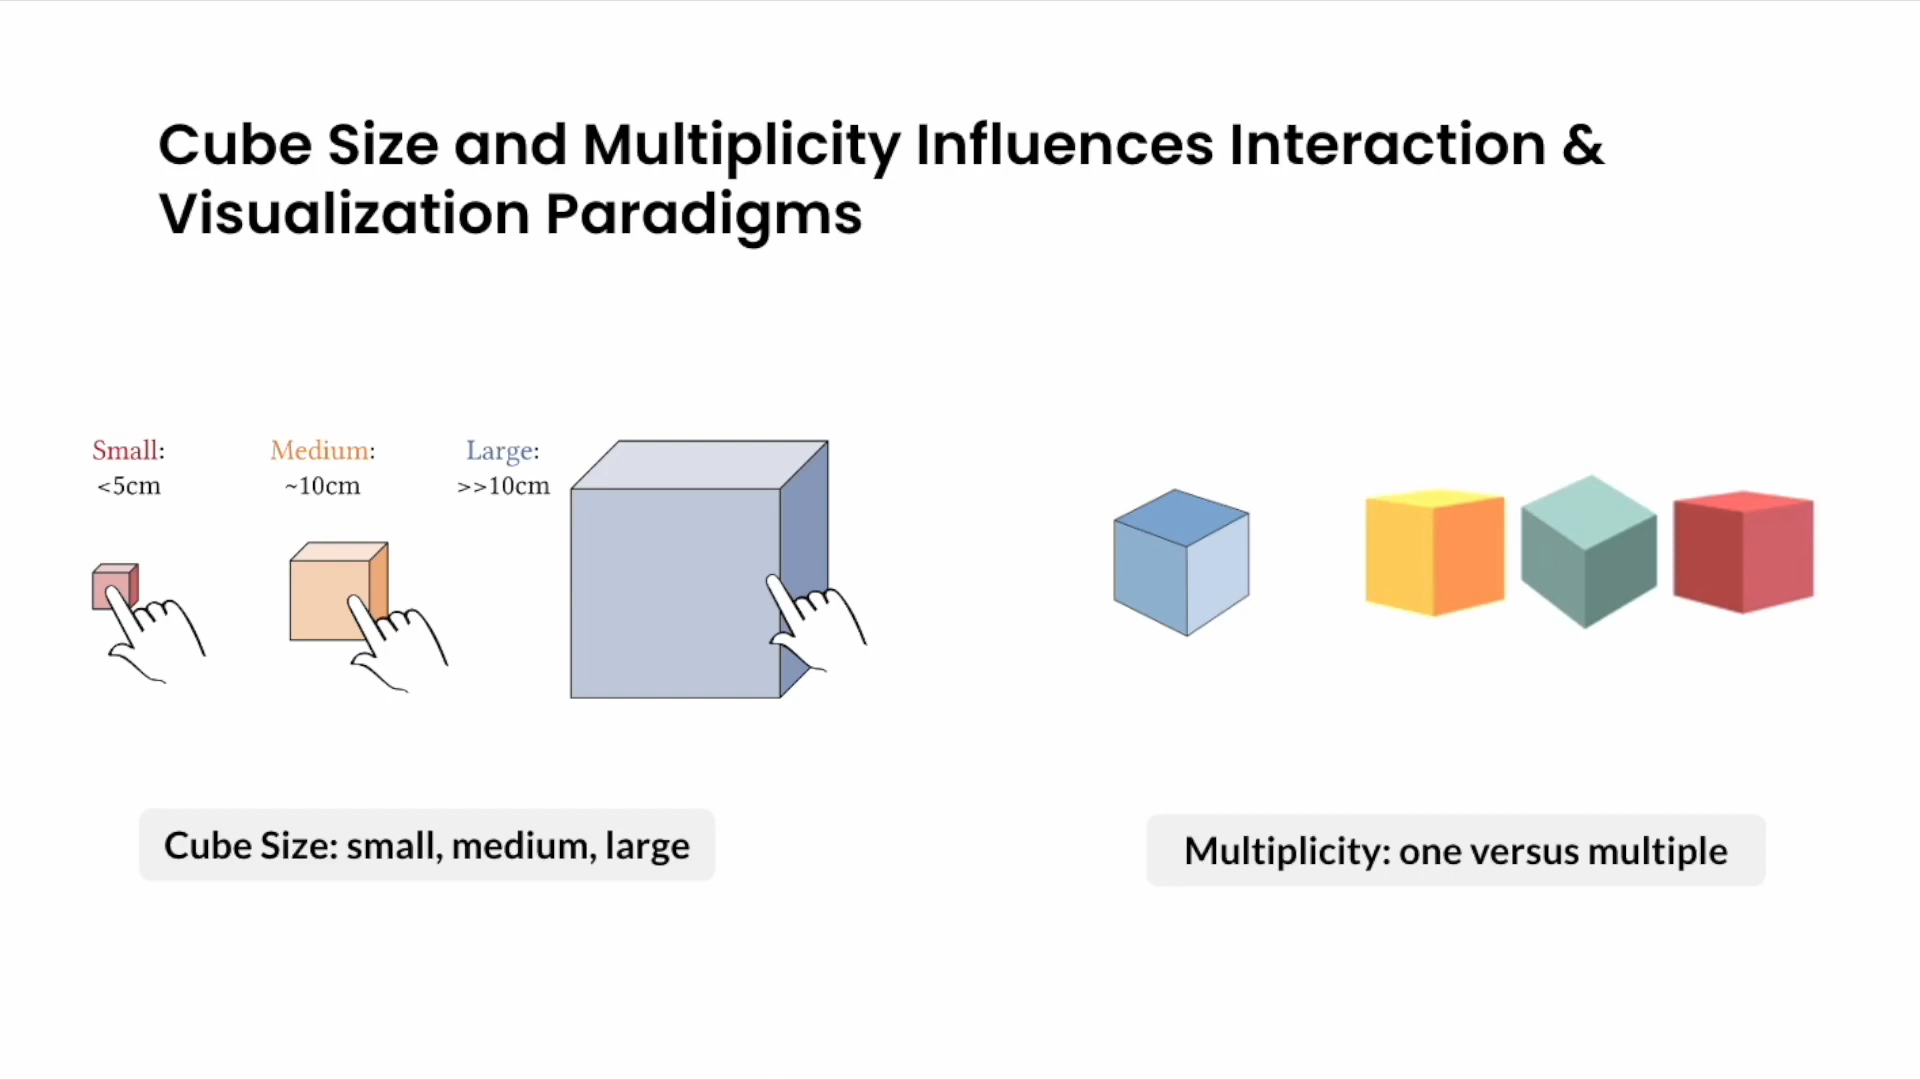 Cube Size and Multiplicity Influences Interaction &
Visualization Paradigms
Small:
<5cm
Medium:
~10cm
Large:
>>10cm
Cube Size: small, medium, large
Multiplicity: one versus multiple